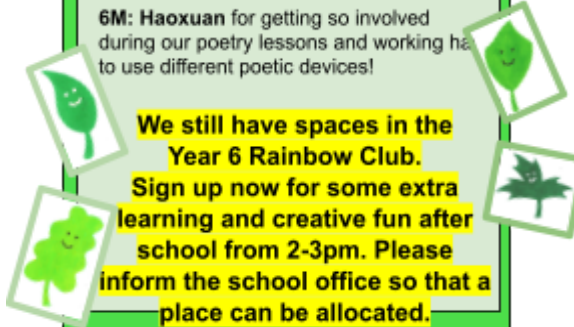 6M: Haoxuan for getting so involved
during our poetry lessons and working
to use different poetic devices!
We still have spaces in the
Year 6 Rainbow Club.
Sign up now for some extra
learning and creative fun after
school from 2-3pm. Please
inform the school office so that a
place can be allocated.